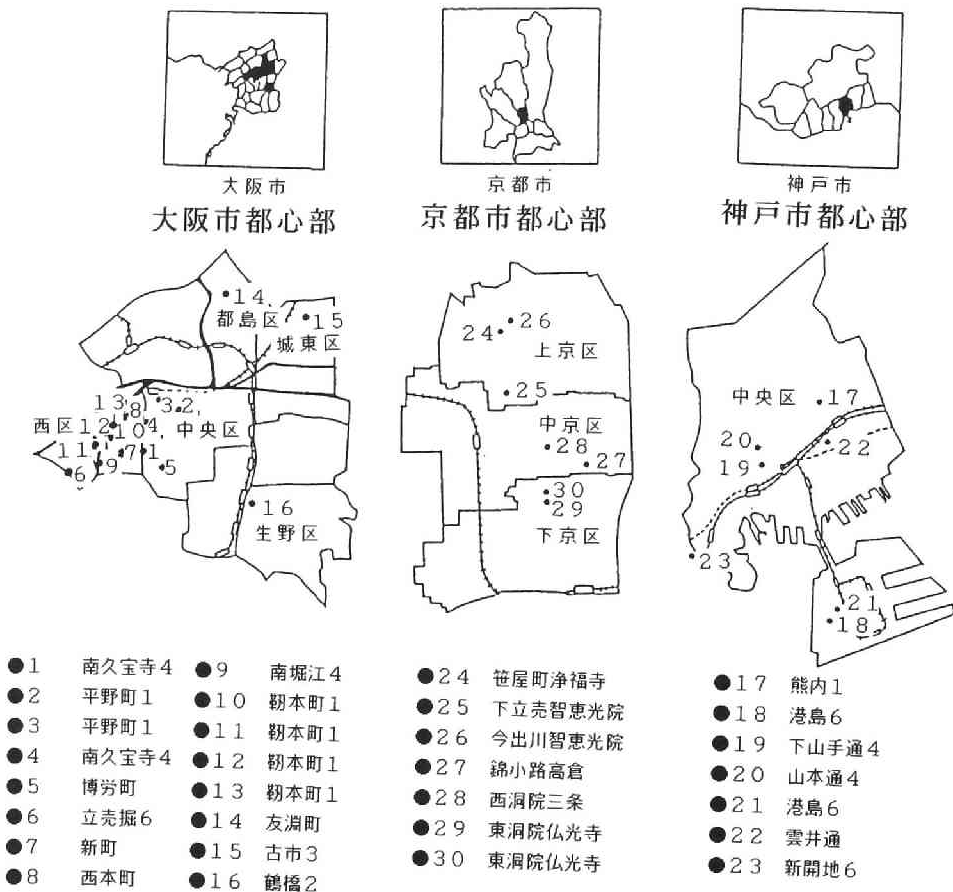 大阪市
京都市
神戸市
大阪市都心部
京都市都心部
神戸市都心部
14
都島区
15
城東区
13
8
3
2
西区
12
10
4
中央区
11
9
7
1
5
6
16
生野区
26
24
上京区
25
中京区
28
27
30
29
下京区
中央区
17
20
22
19
23
21
18
●1 南久宝寺4
●2 平野町1
●3 平野町1
●4 南久宝寺4
●5 博労町
●6 立売堀6
●7 新町
●8 西本町
●9 南堀江4
●10 靭本町1
●11 靭本町1
●12 靭本町1
●13 靭本町1
●14 友淵町
●15 古市3
●16 鶴橋2
●24 笹屋町浄福寺
●25 下立売智恵光院
●26 今出川智恵光院
●27 錦小路高倉
●28 西洞院三条
●29 東洞院仏光寺
●30 東洞院仏光寺
●17 熊内1
●18 港島6
●19 下山手通4
●20 山本通4
●21 港島6
●22 雲井通
●23 新開地6